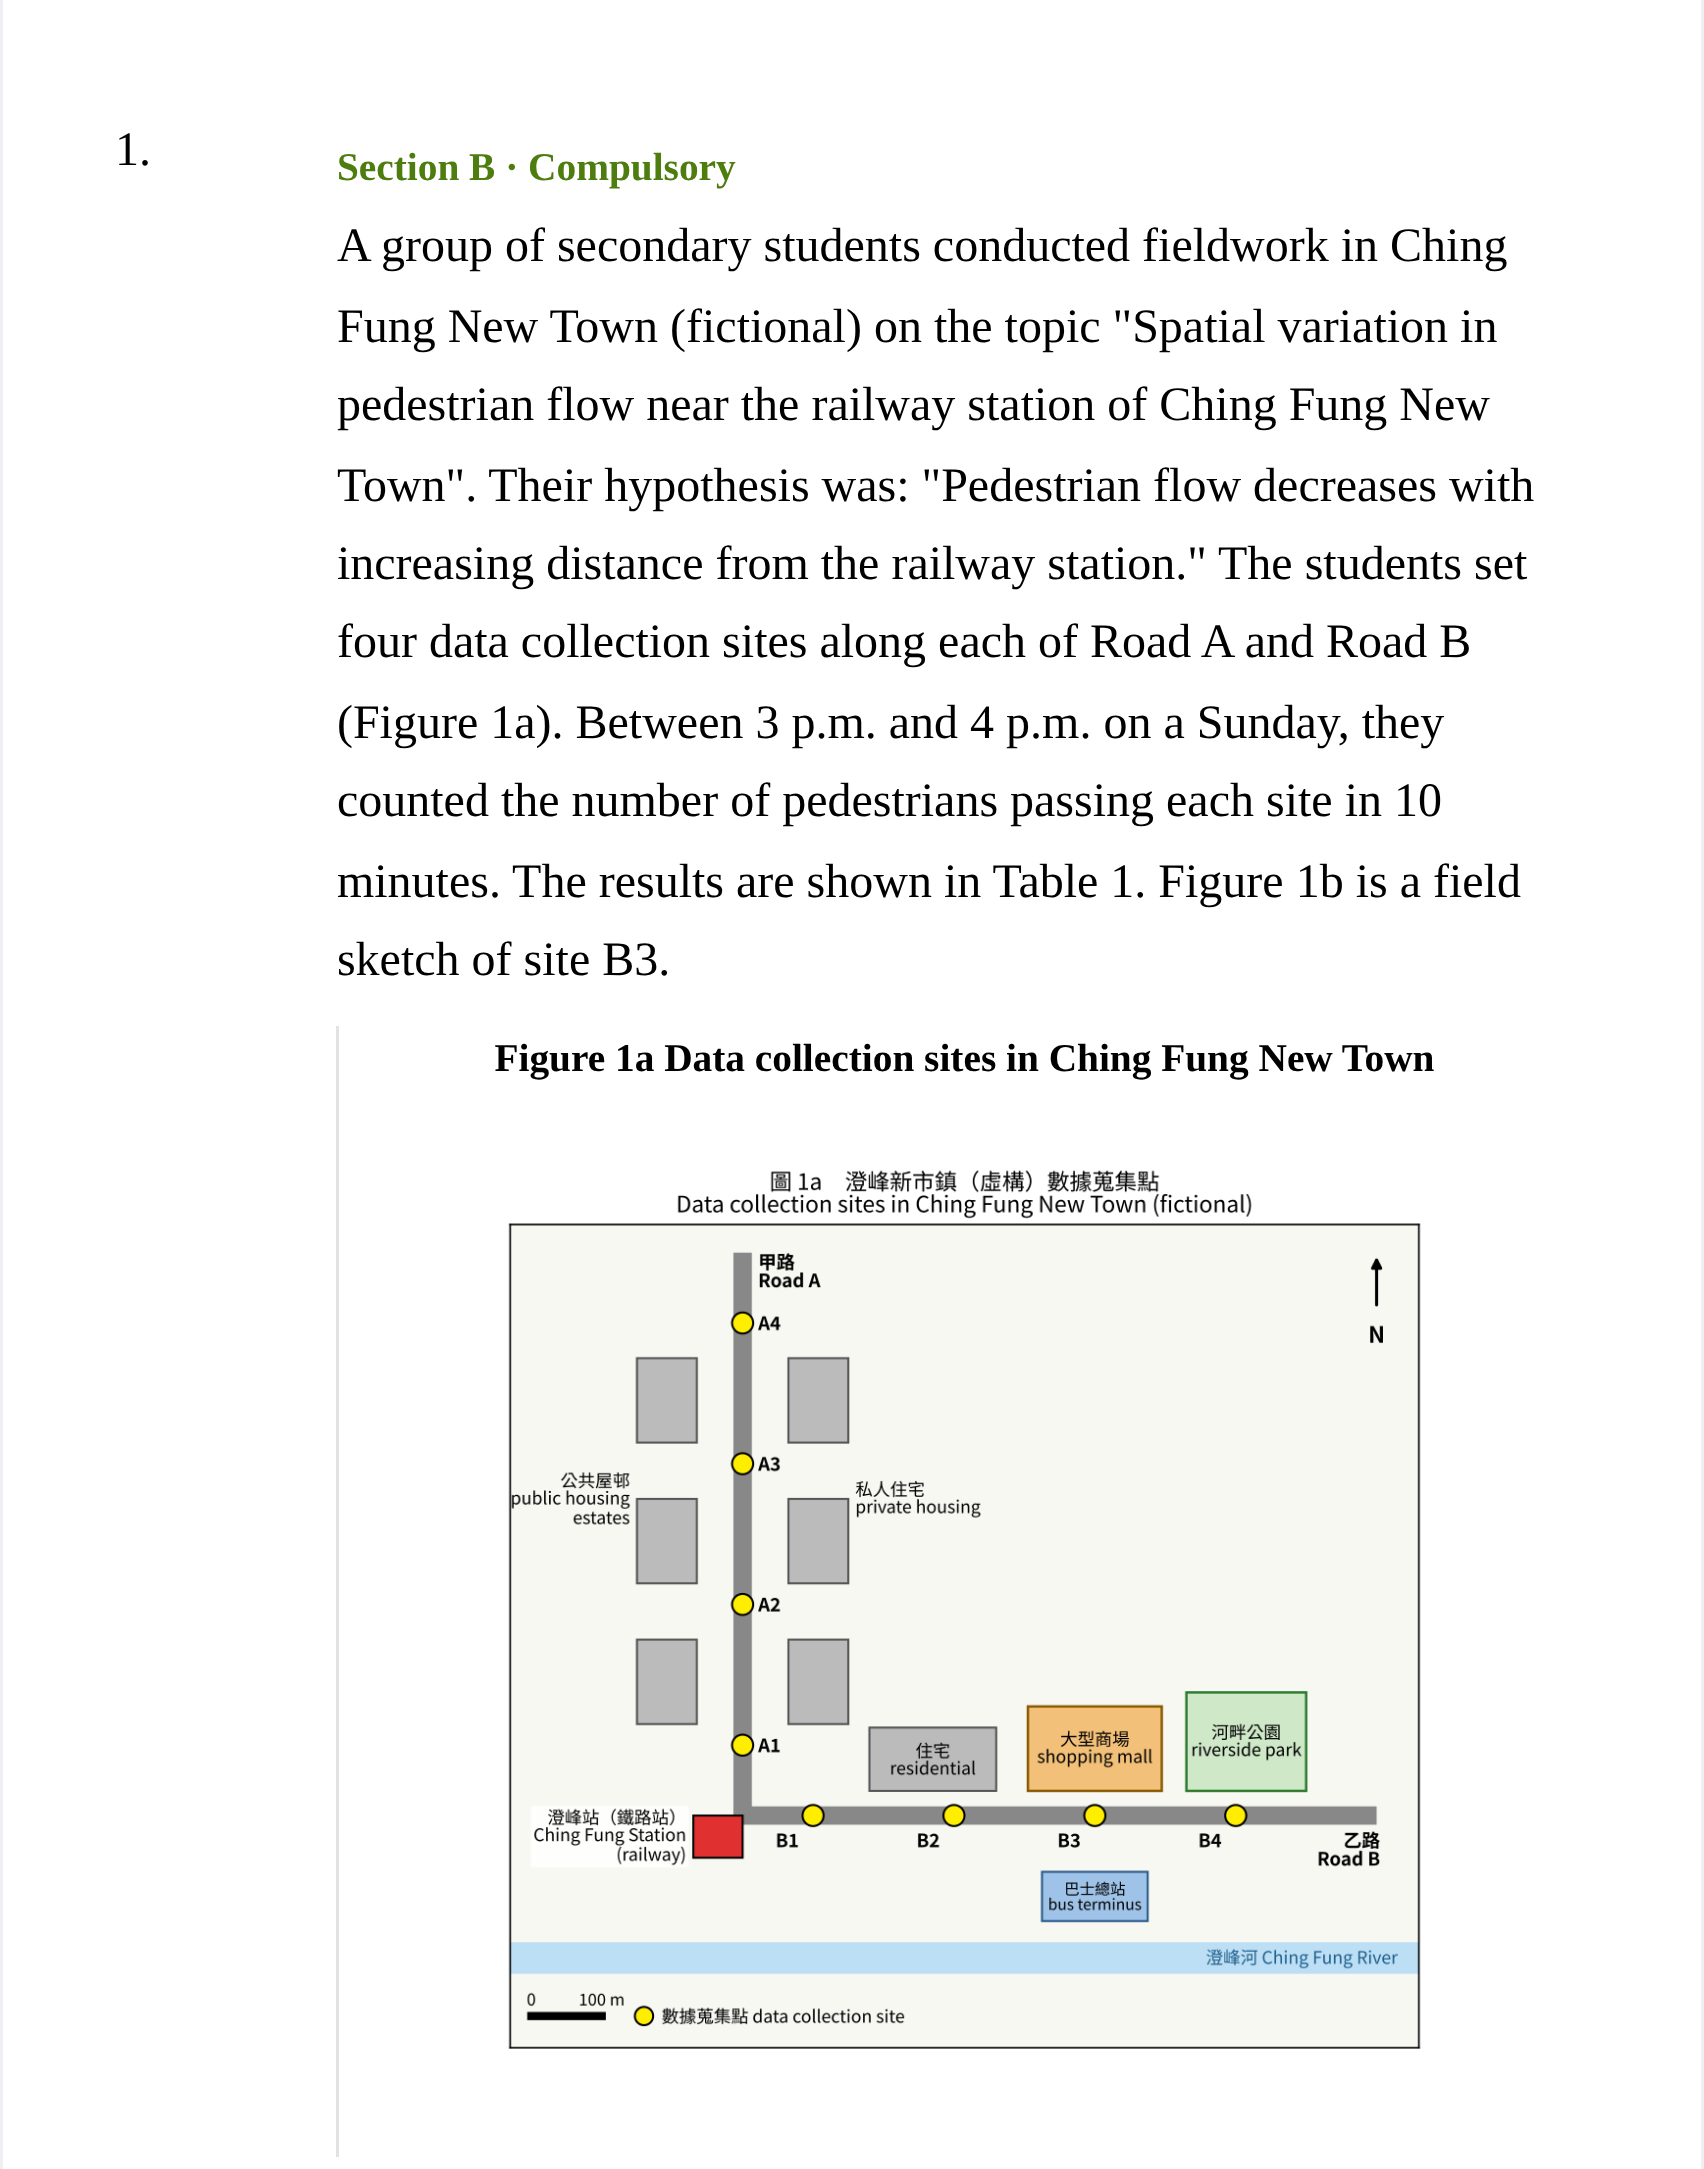 1.
Section B · Compulsory
A group of secondary students conducted fieldwork in Ching
Fung New Town (fictional) on the topic "Spatial variation in
pedestrian flow near the railway station of Ching Fung New
Town". Their hypothesis was: "Pedestrian flow decreases with
increasing distance from the railway station." The students set
four data collection sites along each of Road A and Road B
(Figure 1a). Between 3 p.m. and 4 p.m. on a Sunday, they
counted the number of pedestrians passing each site in 10
minutes. The results are shown in Table 1. Figure 1b is a field
sketch of site B3.
Figure 1a Data collection sites in Ching Fung New Town
圖 1a　澄峰新市鎮（虛構）數據蒐集點
Data collection sites in Ching Fung New Town (fictional)
甲路
Road A
N
A4
A3
公共屋邨
public housing
estates
私人住宅
private housing
A2
A1
住宅
residential
大型商場
shopping mall
河畔公園
riverside park
澄峰站（鐵路站）
Ching Fung Station
(railway)
B1
B2
B3
B4
乙路
Road B
巴士總站
bus terminus
澄峰河 Ching Fung River
0 100 m
數據蒐集點 data collection site